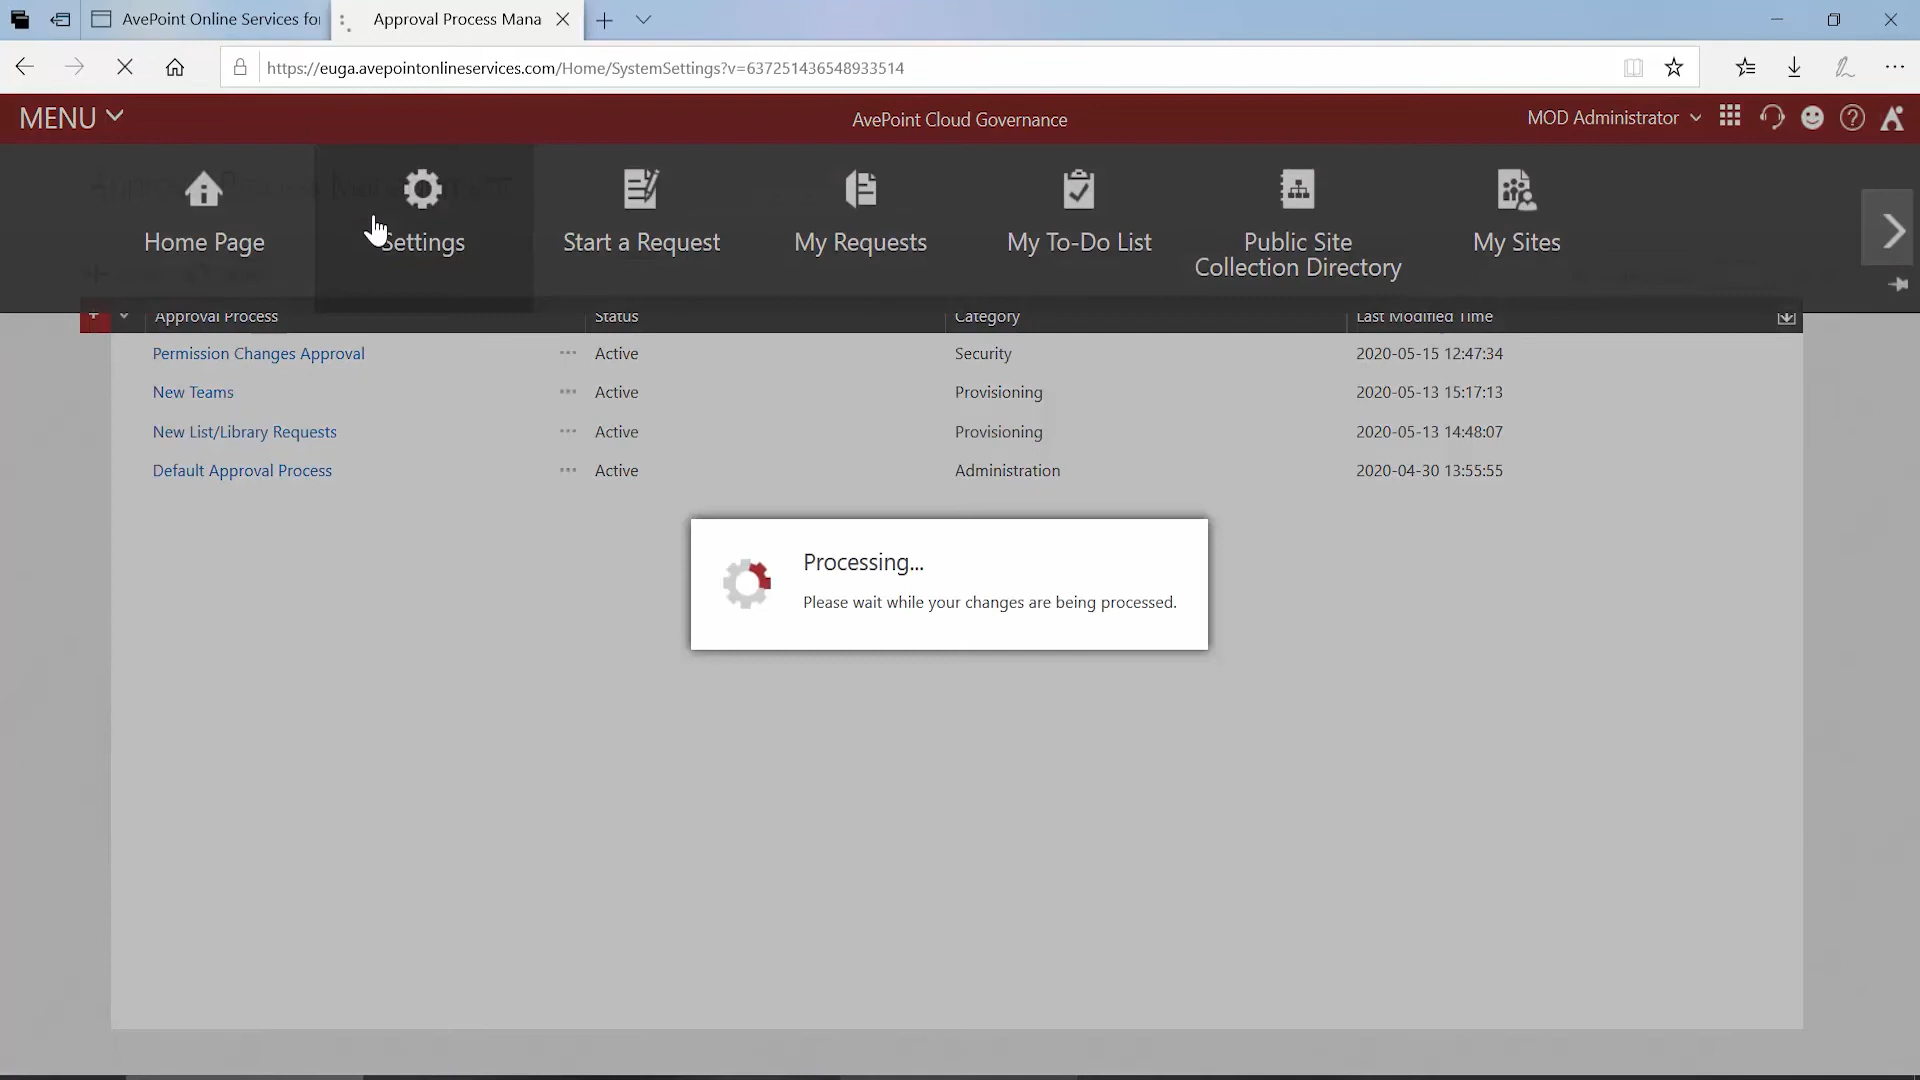 AvePoint Online Services for
Approval Process Mana
https://euga.avepointonlineservices.com/Home/SystemSettings?v=637251436548933514
MENU
AvePoint Cloud Governance
MOD Administrator
Home Page
Settings
Start a Request
My Requests
My To-Do List
Public Site
Collection Directory
My Sites
Approval Process Status Category Last Modified Time
Permission Changes Approval ... Active Security 2020-05-15 12:47:34
New Teams ... Active Provisioning 2020-05-13 15:17:13
New List/Library Requests ... Active Provisioning 2020-05-13 14:48:07
Default Approval Process ... Active Administration 2020-04-30 13:55:55
Processing...
Please wait while your changes are being processed.